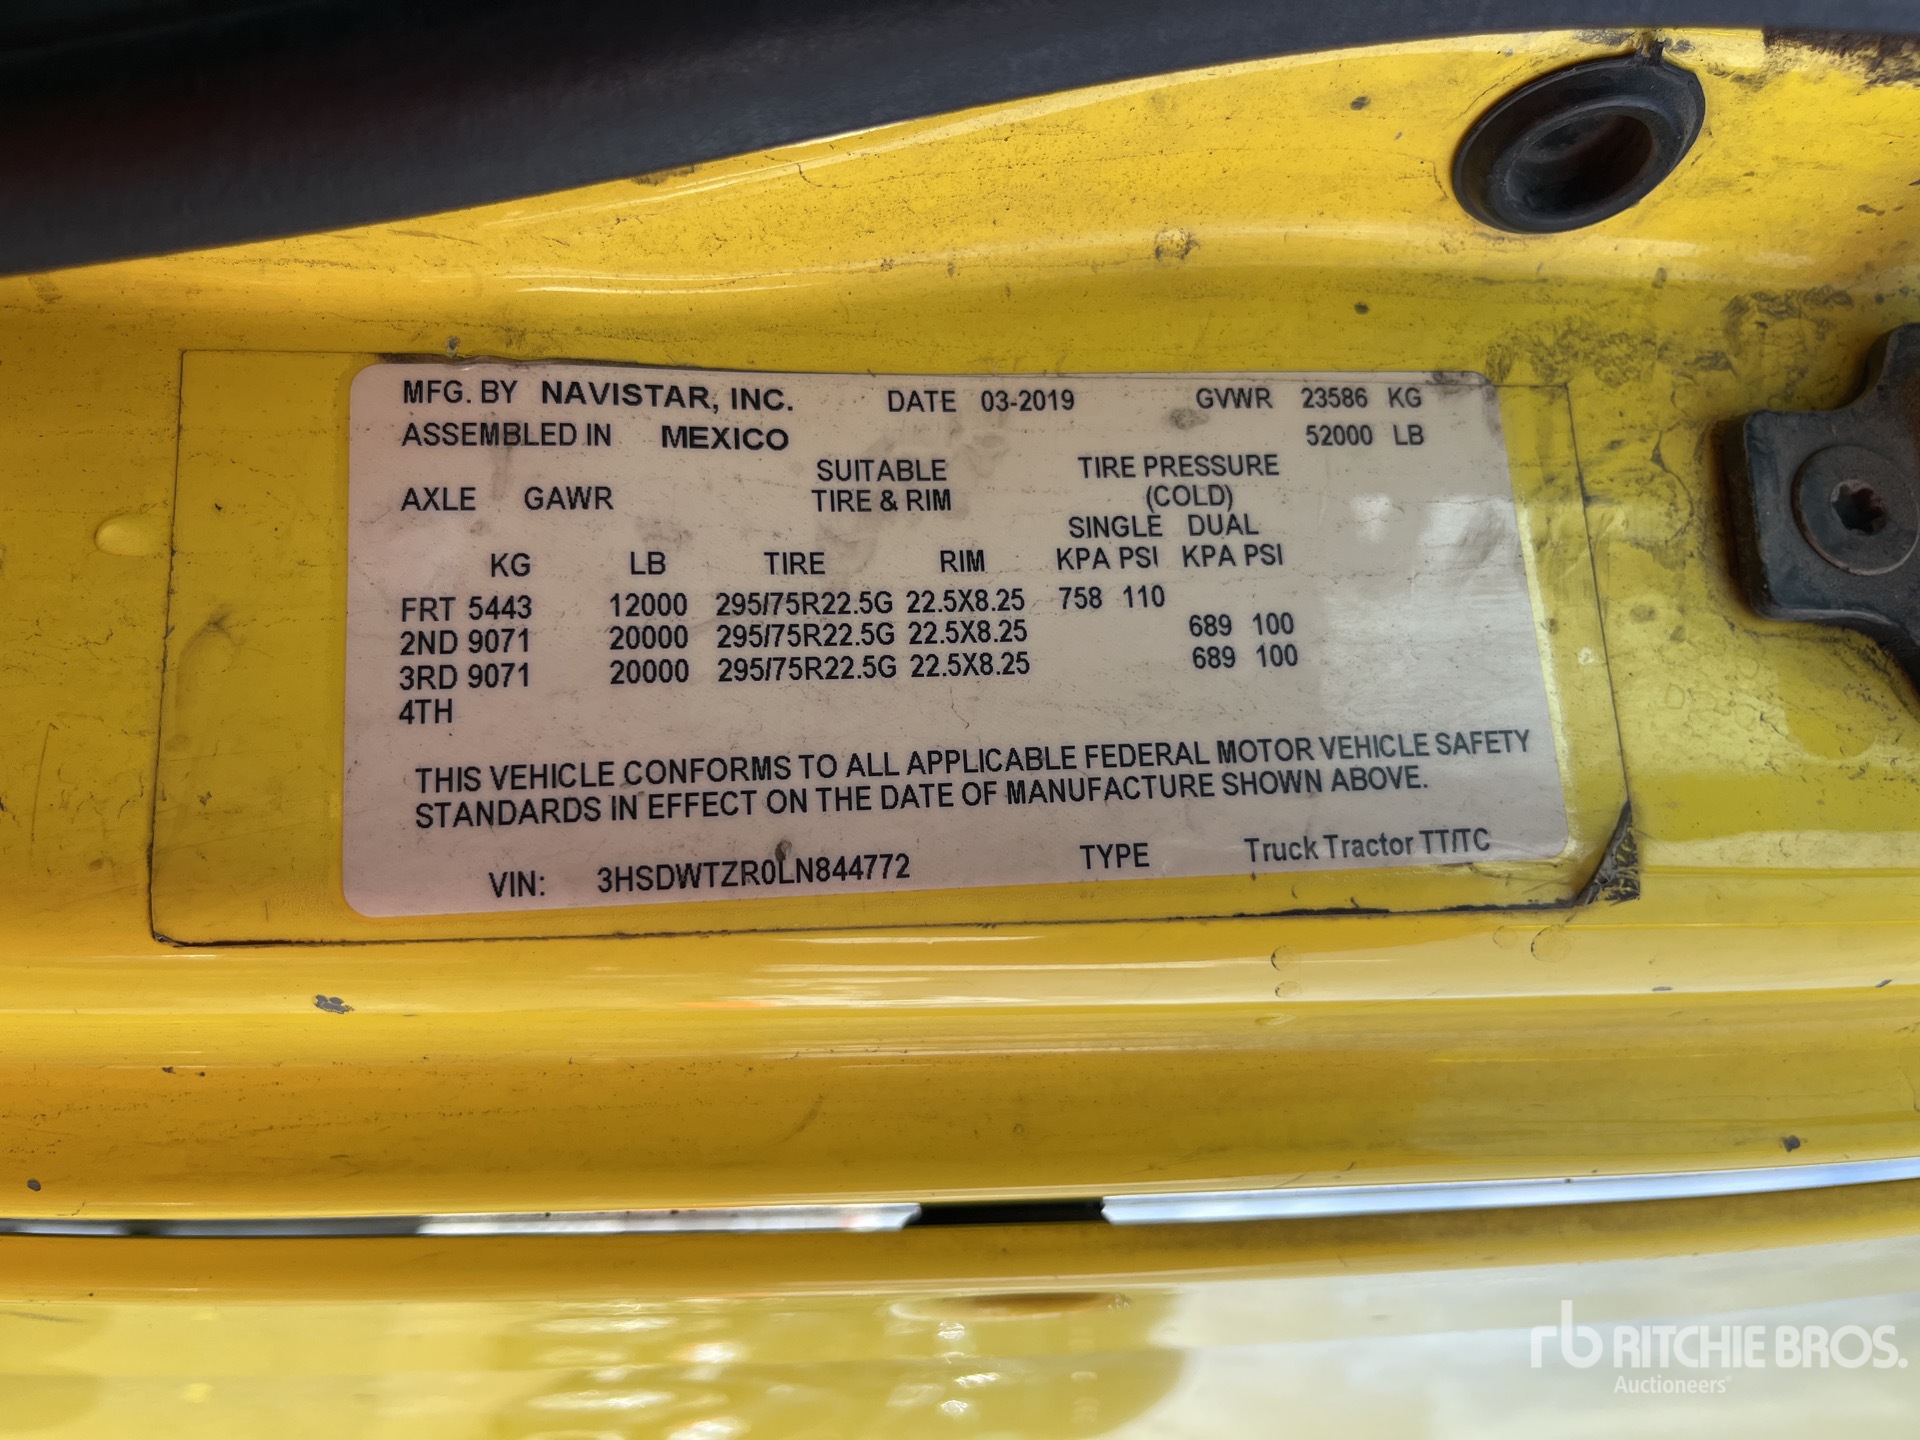 MFG. BY NAVISTAR, INC. DATE 03-2019 GVWR 23586 KG
ASSEMBLED IN MEXICO 52000 LB
SUITABLE TIRE PRESSURE
AXLE GAWR TIRE & RIM (COLD)
SINGLE DUAL
KG LB TIRE RIM KPA PSI KPA PSI
FRT 5443 12000 295/75R22.5G 22.5X8.25 758 110
2ND 9071 20000 295/75R22.5G 22.5X8.25 689 100
3RD 9071 20000 295/75R22.5G 22.5X8.25 689 100
4TH
THIS VEHICLE CONFORMS TO ALL APPLICABLE FEDERAL MOTOR VEHICLE SAFETY
STANDARDS IN EFFECT ON THE DATE OF MANUFACTURE SHOWN ABOVE.
VIN: 3HSDWTZR0LN844772 TYPE Truck Tractor TT/TC
rb RITCHIE BROS.
Auctioneers